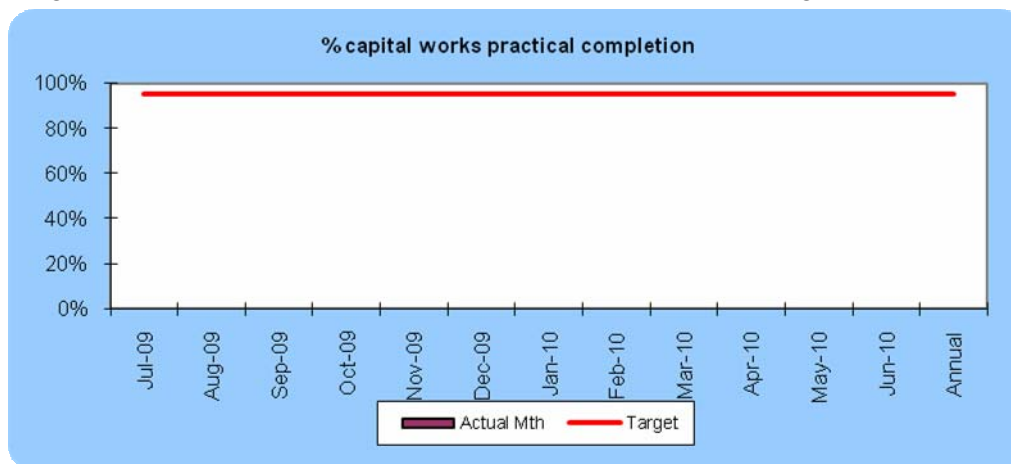 % capital works practical completion
100%
80%
60%
40%
20%
0%
Jul-09
Aug-09
Sep-09
Oct-09
Nov-09
Dec-09
Jan-10
Feb-10
Mar-10
Apr-10
May-10
Jun-10
Annual
Actual Mth
Target